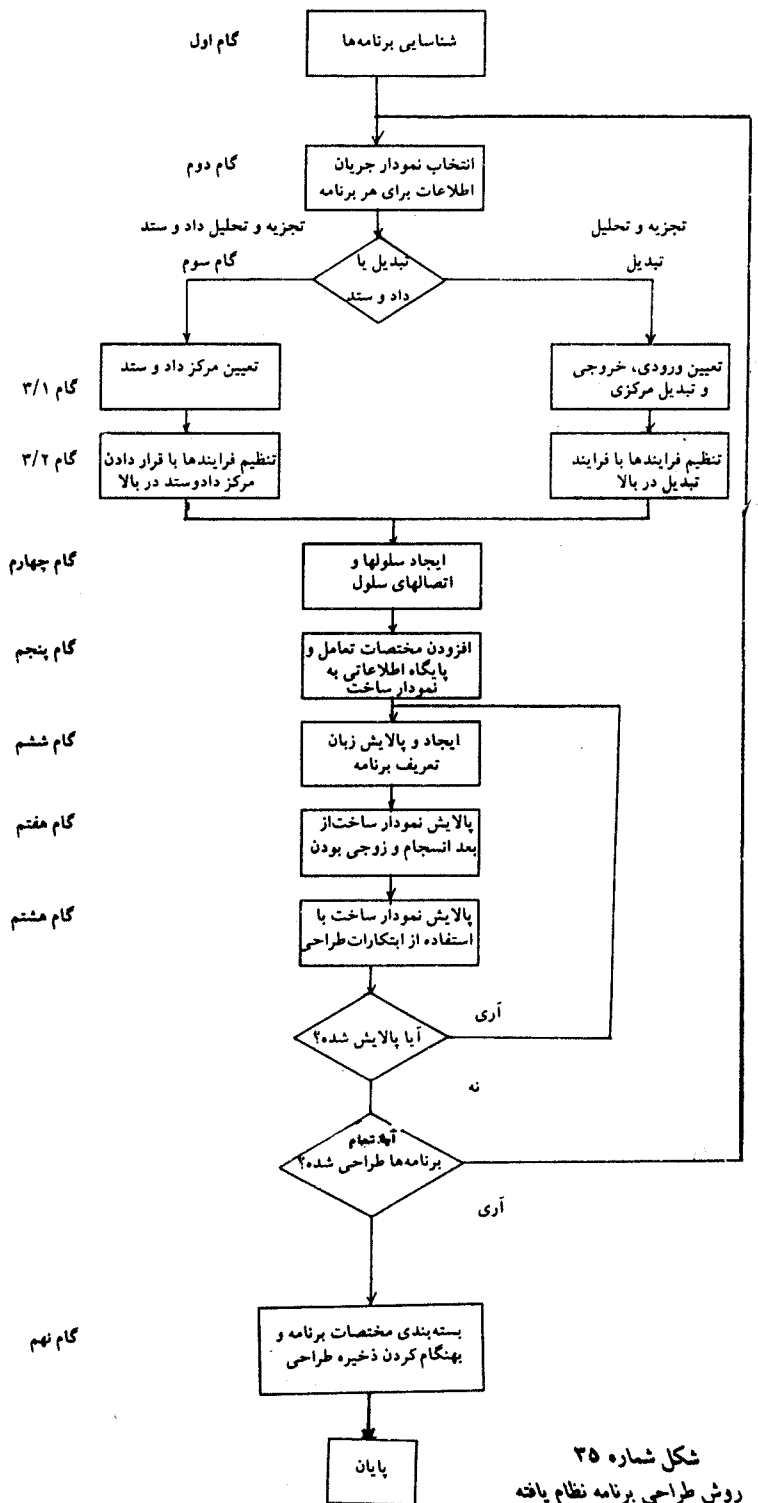 گام اول
شناسایی برنامه‌ها
گام دوم
انتخاب نمودار جریان
اطلاعات برای هر برنامه
تجزیه و تحلیل
تبدیل
تبدیل یا
داد و ستد
تجزیه و تحلیل داد و ستد
گام سوم
تعیین ورودی، خروجی
و تبدیل مرکزی
تعیین مرکز داد و ستد
گام ۳/۱
تنظیم فرایندها با فرایند
تبدیل در بالا
تنظیم فرایندها با قرار دادن
مرکز دادوستد در بالا
گام ۳/۲
گام چهارم
ایجاد سلولها و
اتصالهای سلول
گام پنجم
افزودن مختصات تعامل و
پایگاه اطلاعاتی به
نمودار ساخت
گام ششم
ایجاد و پالایش زبان
تعریف برنامه
گام هفتم
پالایش نمودار ساخت‌از
بعد انسجام و زوجی بودن
گام هشتم
پالایش نمودار ساخت با
استفاده از ابتکارات‌طراحی
آیا پالایش شده؟
آری
نه
برنامه‌ها طراحی شده؟
آری
گام نهم
بسته‌بندی مختصات برنامه و
بهنگام کردن ذخیره طراحی
پایان
شکل شماره ۳۵
روش طراحی برنامه نظام یافته